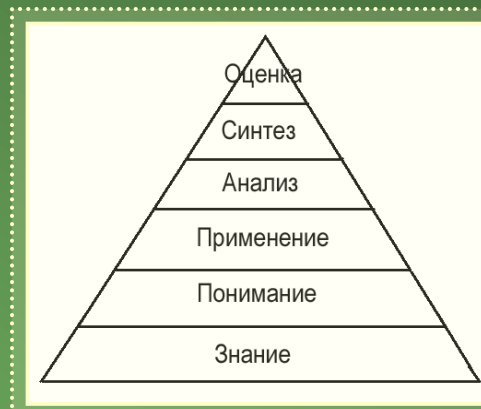 Оценка
Синтез
Анализ
Применение
Понимание
Знание